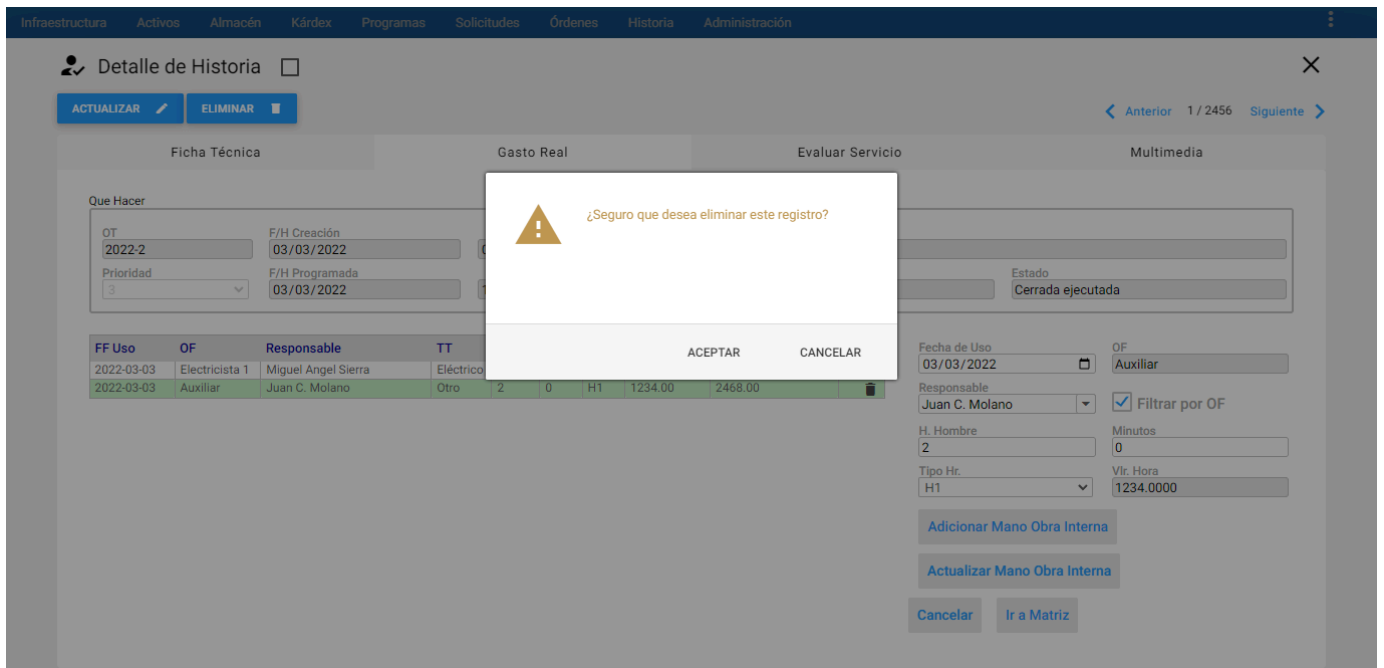 Infraestructura Activos Almacén Kárdex Programas Solicitudes Órdenes Historia Administración
Detalle de Historia
ACTUALIZAR ELIMINAR
Anterior 1 / 2456 Siguiente
Ficha Técnica Gasto Real Evaluar Servicio Multimedia
¿Seguro que desea eliminar este registro?
ACEPTAR CANCELAR
Que Hacer
OT F/H Creación
2022-2 03/03/2022
Prioridad F/H Programada Estado
3 03/03/2022 Cerrada ejecutada
FF Uso OF Responsable TT
2022-03-03 Electricista 1 Miguel Angel Sierra Eléctrico
2022-03-03 Auxiliar Juan C. Molano Otro 2 0 H1 1234.00 2468.00
Fecha de Uso OF
03/03/2022 Auxiliar
Responsable
Juan C. Molano Filtrar por OF
H. Hombre Minutos
2 0
Tipo Hr. Vlr. Hora
H1 1234.0000
Adicionar Mano Obra Interna
Actualizar Mano Obra Interna
Cancelar Ir a Matriz